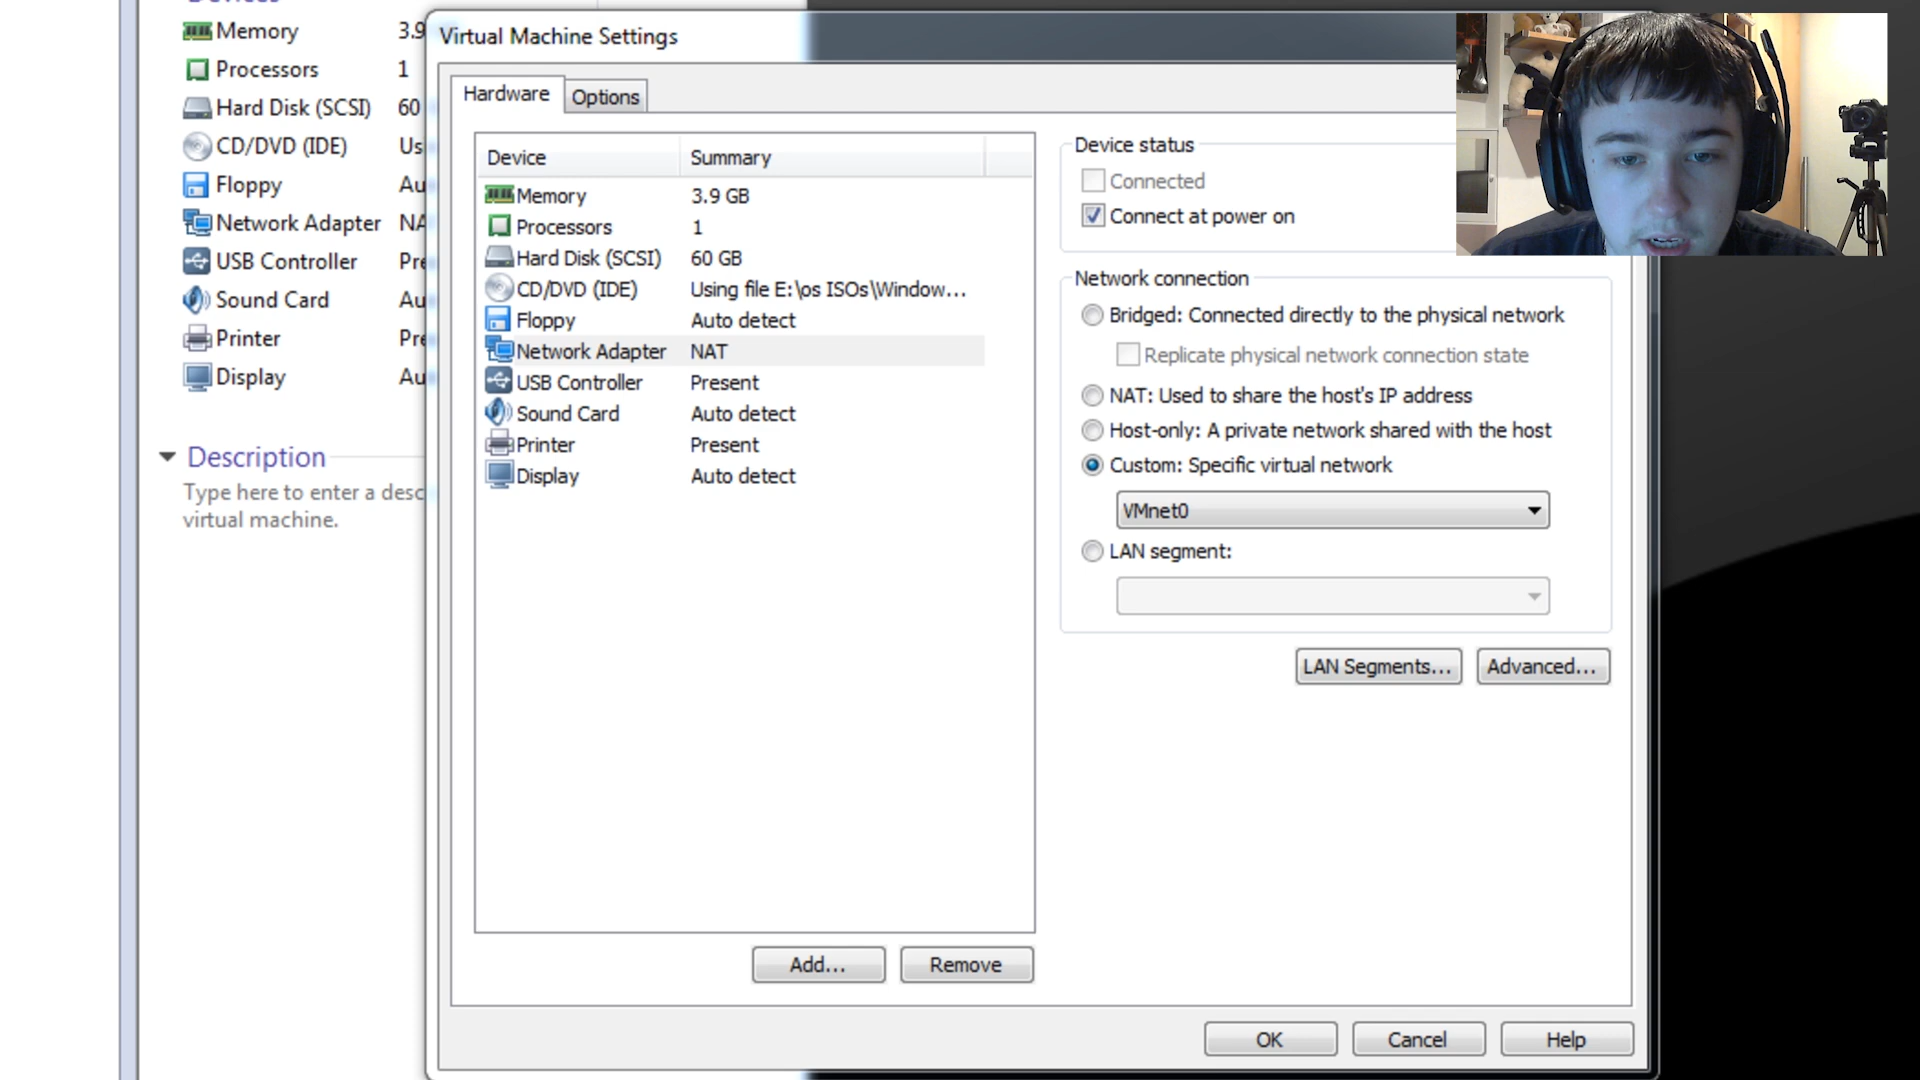 Devices
Memory 3.9
Processors 1
Hard Disk (SCSI) 60
CD/DVD (IDE) Us
Floppy Au
Network Adapter NA
USB Controller Pre
Sound Card Au
Printer Pre
Display Au
Description
Type here to enter a desc
virtual machine.
Virtual Machine Settings
Hardware Options
Device Summary
Memory 3.9 GB
Processors 1
Hard Disk (SCSI) 60 GB
CD/DVD (IDE) Using file E:\os ISOs\Window...
Floppy Auto detect
Network Adapter NAT
USB Controller Present
Sound Card Auto detect
Printer Present
Display Auto detect
Add... Remove
Device status
Connected
Connect at power on
Network connection
Bridged: Connected directly to the physical network
Replicate physical network connection state
NAT: Used to share the host's IP address
Host-only: A private network shared with the host
Custom: Specific virtual network
VMnet0
LAN segment:
LAN Segments... Advanced...
OK Cancel Help